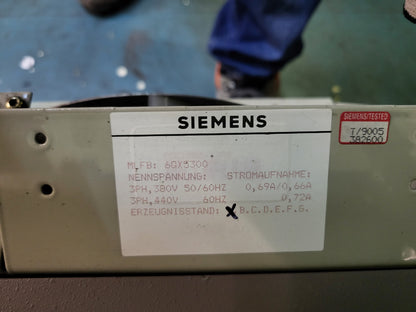 SIEMENS
MLFB: 6GX3300
NENNSPANNUNG: STROMAUFNAHME:
3PH,380V 50/60HZ 0,69A/0,66A
3PH,440V 60HZ 0,72A
ERZEUGNISSTAND: X B.C.D.E.F.G.
SIEMENS/TESTED
T/9005
382600